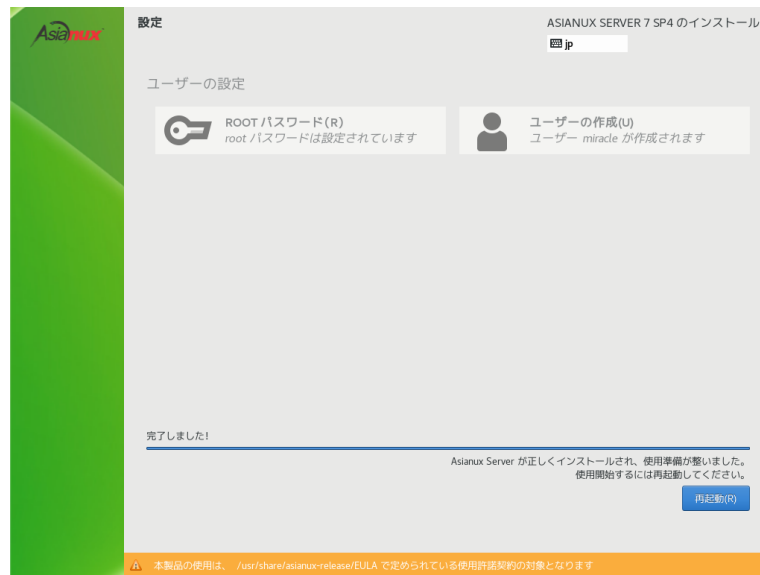 Asianux
設定
ASIANUX SERVER 7 SP4 のインストール
jp
ユーザーの設定
ROOT パスワード(R)
root パスワードは設定されています
ユーザーの作成(U)
ユーザー miracle が作成されます
完了しました!
Asianux Server が正しくインストールされ、使用準備が整いました。
使用開始するには再起動してください。
再起動(R)
本製品の使用は、 /usr/share/asianux-release/EULA で定められている使用許諾契約の対象となります